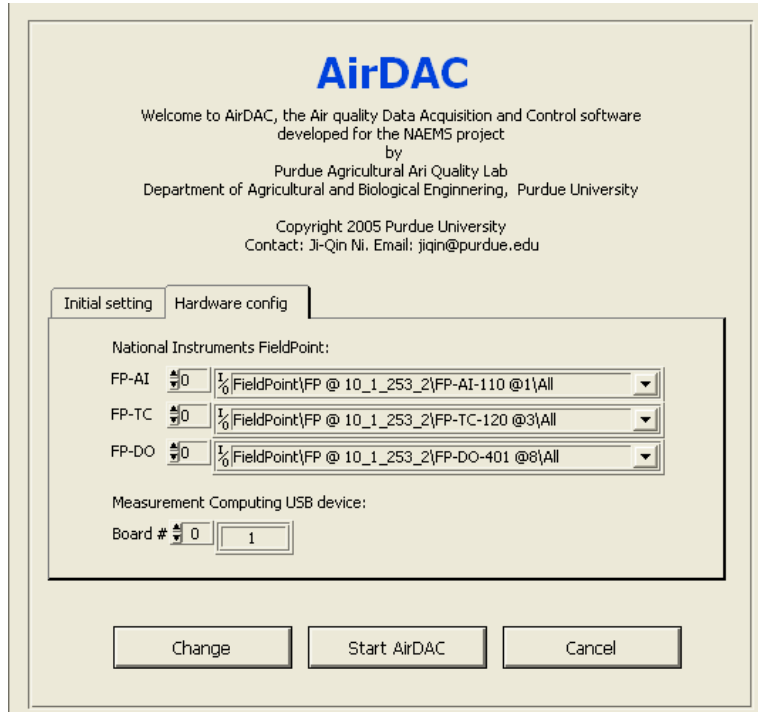 AirDAC
Welcome to AirDAC, the Air quality Data Acquisition and Control software
developed for the NAEMS project
by
Purdue Agricultural Ari Quality Lab
Department of Agricultural and Biological Enginnering, Purdue University
Copyright 2005 Purdue University
Contact: Ji-Qin Ni. Email: jiqin@purdue.edu
Initial setting Hardware config
National Instruments FieldPoint:
FP-AI 0 I/0 FieldPoint\FP @ 10_1_253_2\FP-AI-110 @1\All
FP-TC 0 I/0 FieldPoint\FP @ 10_1_253_2\FP-TC-120 @3\All
FP-DO 0 I/0 FieldPoint\FP @ 10_1_253_2\FP-DO-401 @8\All
Measurement Computing USB device:
Board # 0 1
Change Start AirDAC Cancel